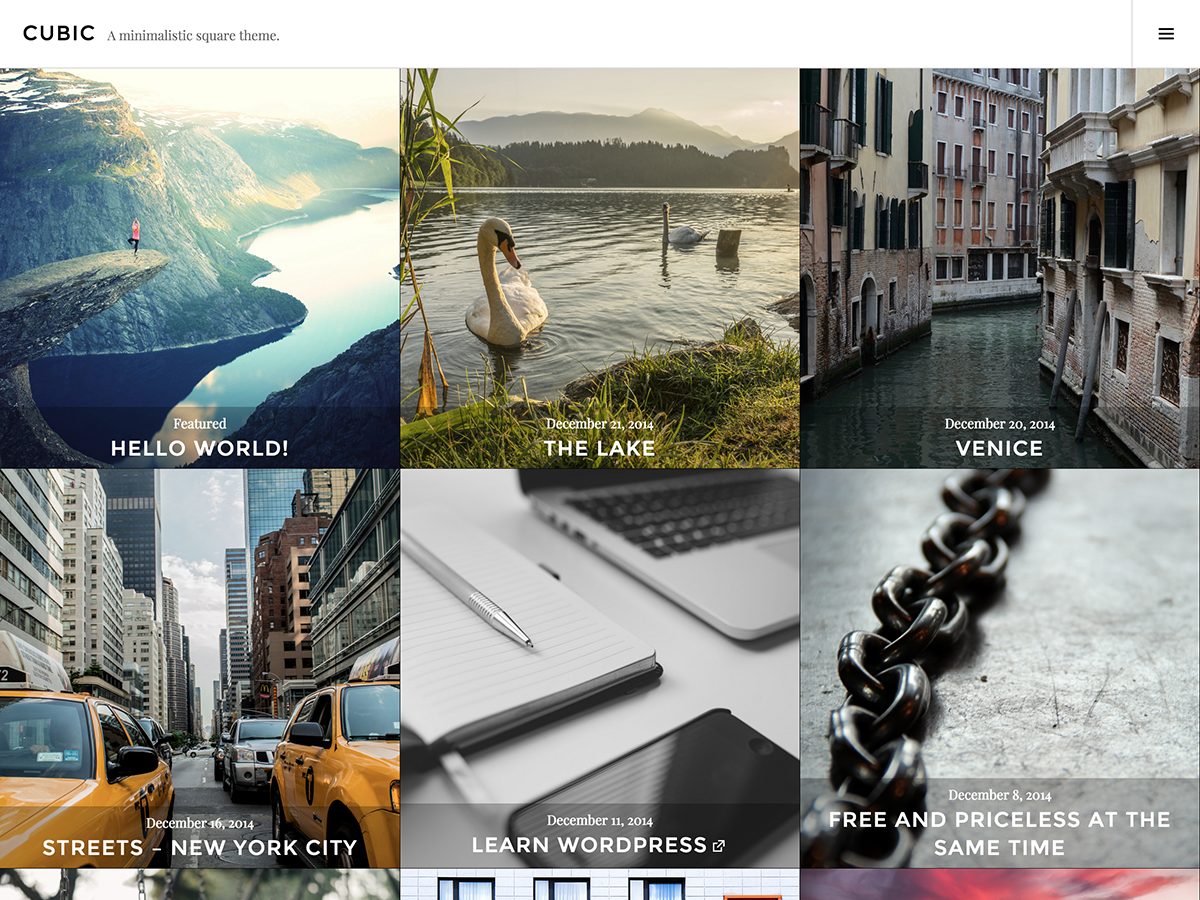 CUBIC A minimalistic square theme.
Featured
HELLO WORLD!
December 21, 2014
THE LAKE
December 20, 2014
VENICE
December 16, 2014
STREETS – NEW YORK CITY
December 11, 2014
LEARN WORDPRESS
December 8, 2014
FREE AND PRICELESS AT THE
SAME TIME